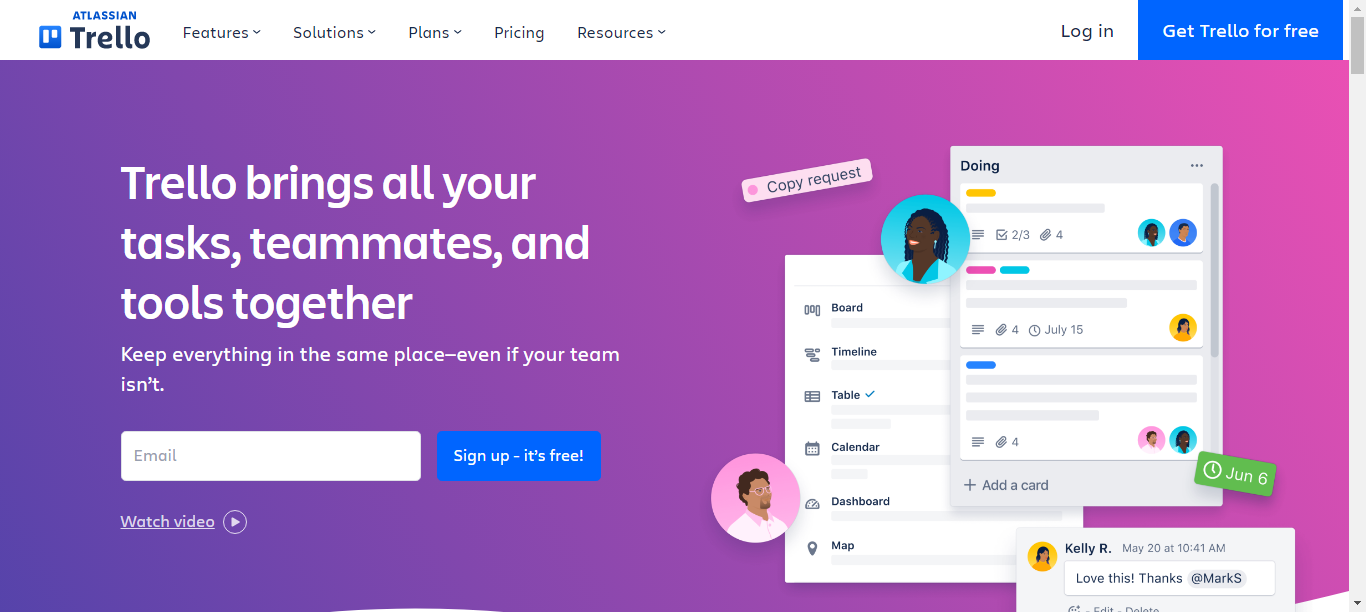 ATLASSIAN
Trello
Features
Solutions
Plans
Pricing
Resources
Log in
Get Trello for free
Trello brings all your
tasks, teammates, and
tools together
Keep everything in the same place—even if your team
isn’t.
Email
Sign up - it’s free!
Watch video
Copy request
Doing
2/3 4
4 July 15
4
Add a card
Jun 6
Board
Timeline
Table
Calendar
Dashboard
Map
Kelly R. May 20 at 10:41 AM
Love this! Thanks @MarkS
- Edit - Delete